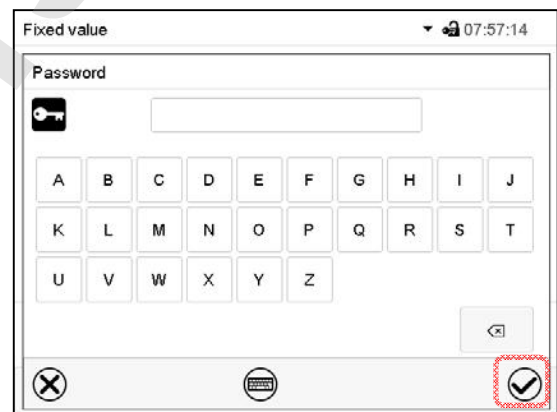 Fixed value 07:57:14
Password
A B C D E F G H I J
K L M N O P Q R S T
U V W X Y Z